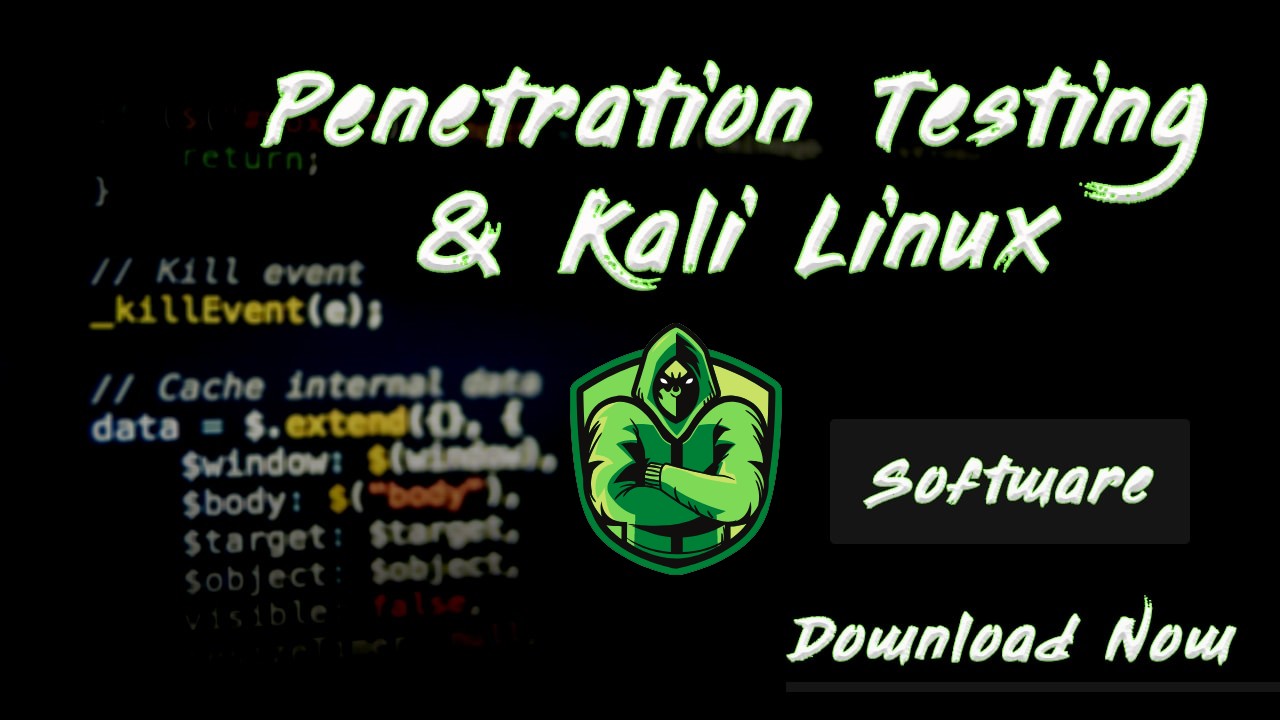 Penetration Testing
& Kali Linux
return;
}
// Kill event
_killEvent(e);
// Cache internal data
data = $.extend({}, {
$window: $(window),
$body: $("body"),
$target: $target,
$object: $object,
visible: false,
Software
Download Now